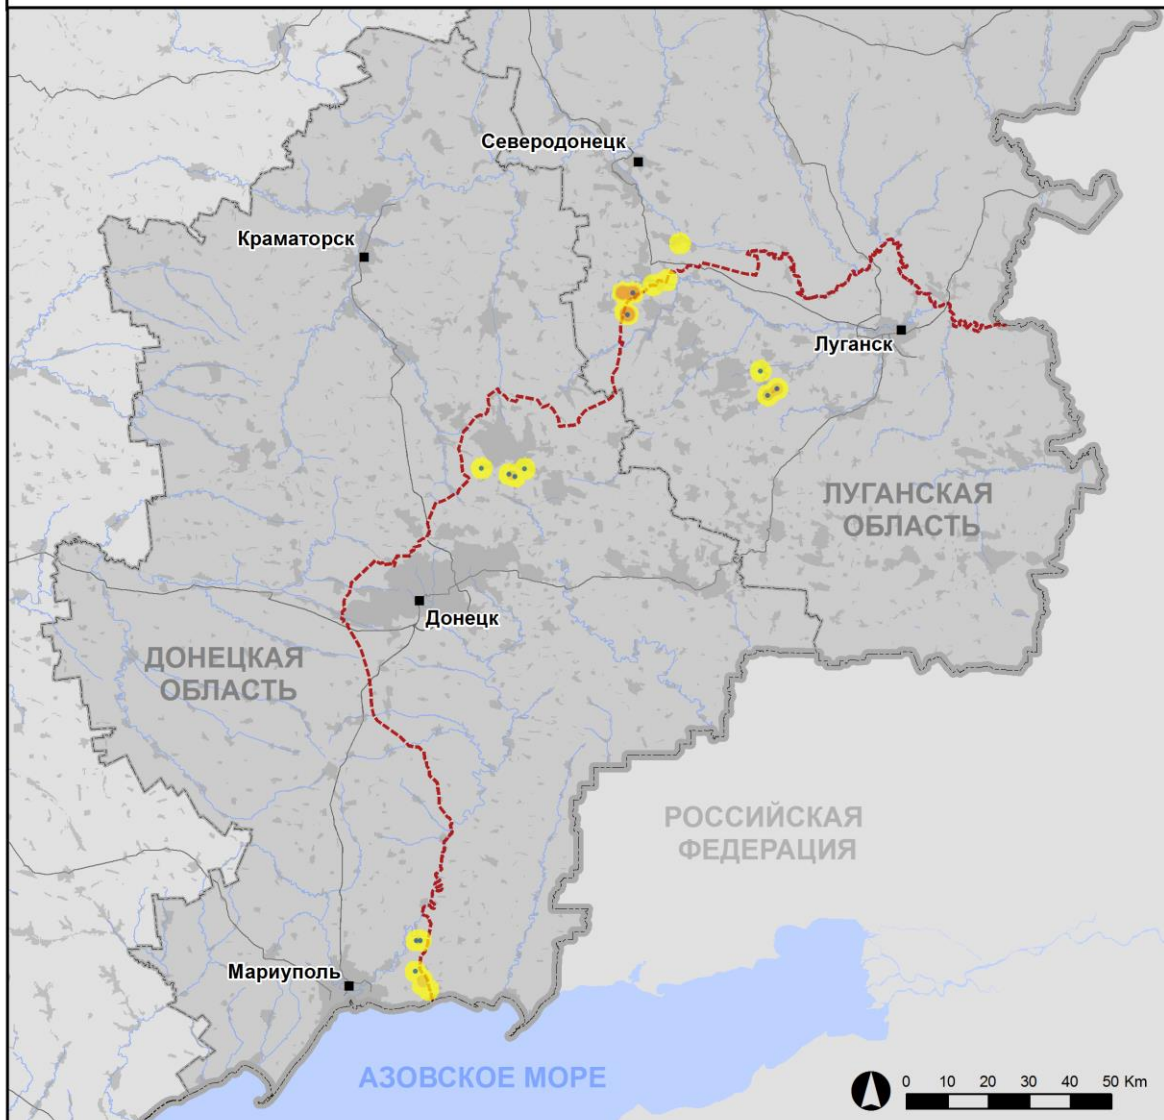 Северодонецк
Краматорск
Луганск
ЛУГАНСКАЯ
ОБЛАСТЬ
Донецк
ДОНЕЦКАЯ
ОБЛАСТЬ
РОССИЙСКАЯ
ФЕДЕРАЦИЯ
Мариуполь
АЗОВСКОЕ МОРЕ
0 10 20 30 40 50 Km